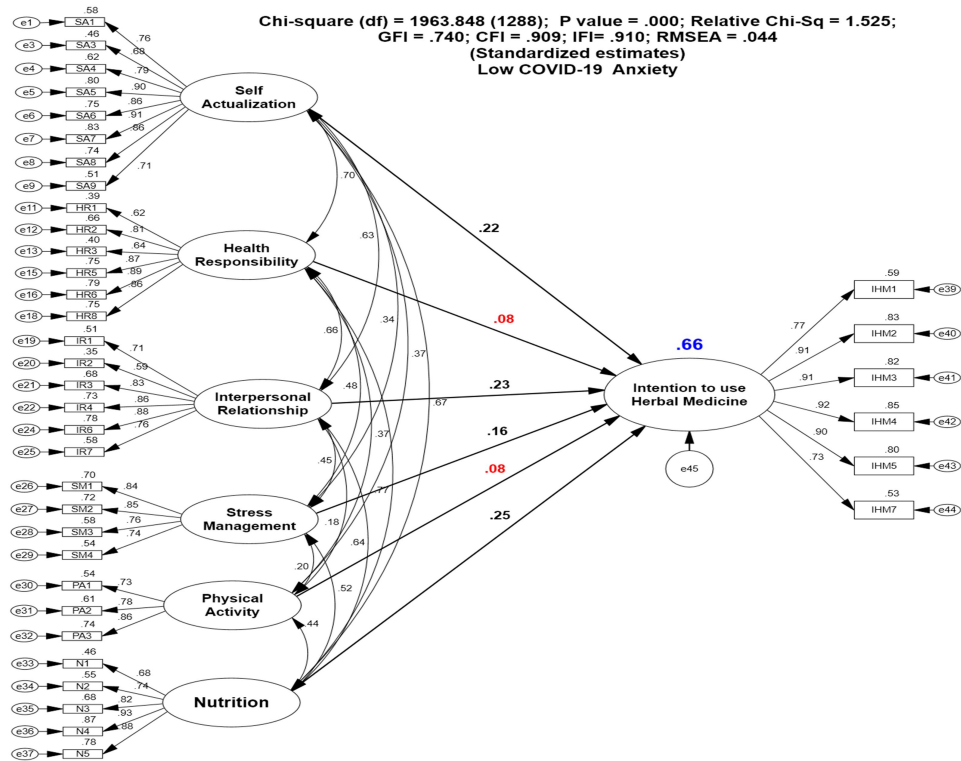 Chi-square (df) = 1963.848 (1288); P value = .000; Relative Chi-Sq = 1.525;
GFI = .740; CFI = .909; IFI= .910; RMSEA = .044
(Standardized estimates)
Low COVID-19 Anxiety
.58
e1 SA1
.76
.46
e3 SA3
.68
.62
e4 SA4
.79
.80
e5 SA5
.90
.75
e6 SA6
.86
.83
e7 SA7
.91
.74
e8 SA8
.86
.51
e9 SA9
.71
Self
Actualization
.39
e11 HR1
.62
.66
e12 HR2
.81
.40
e13 HR3
.64
.75
e15 HR5
.87
.79
e16 HR6
.89
.75
e18 HR8
.86
Health
Responsibility
.51
e19 IR1
.71
.35
e20 IR2
.59
.68
e21 IR3
.83
.73
e22 IR4
.86
.78
e24 IR6
.88
.58
e25 IR7
.76
Interpersonal
Relationship
.70
e26 SM1
.84
.72
e27 SM2
.85
.58
e28 SM3
.76
.54
e29 SM4
.74
Stress
Management
.54
e30 PA1
.73
.61
e31 PA2
.78
.74
e32 PA3
.86
Physical
Activity
.46
e33 N1
.68
.55
e34 N2
.74
.68
e35 N3
.82
.87
e36 N4
.93
.78
e37 N5
.88
Nutrition
.70
.63
.34
.37
.67
.66
.48
.37
.77
.45
.18
.64
.20
.52
.44
.22
.08
.23
.16
.08
.25
.66
Intention to use
Herbal Medicine
e45
.59
.77
IHM1 e39
.83
.91
IHM2 e40
.82
.91
IHM3 e41
.85
.92
IHM4 e42
.80
.90
IHM5 e43
.53
.73
IHM7 e44